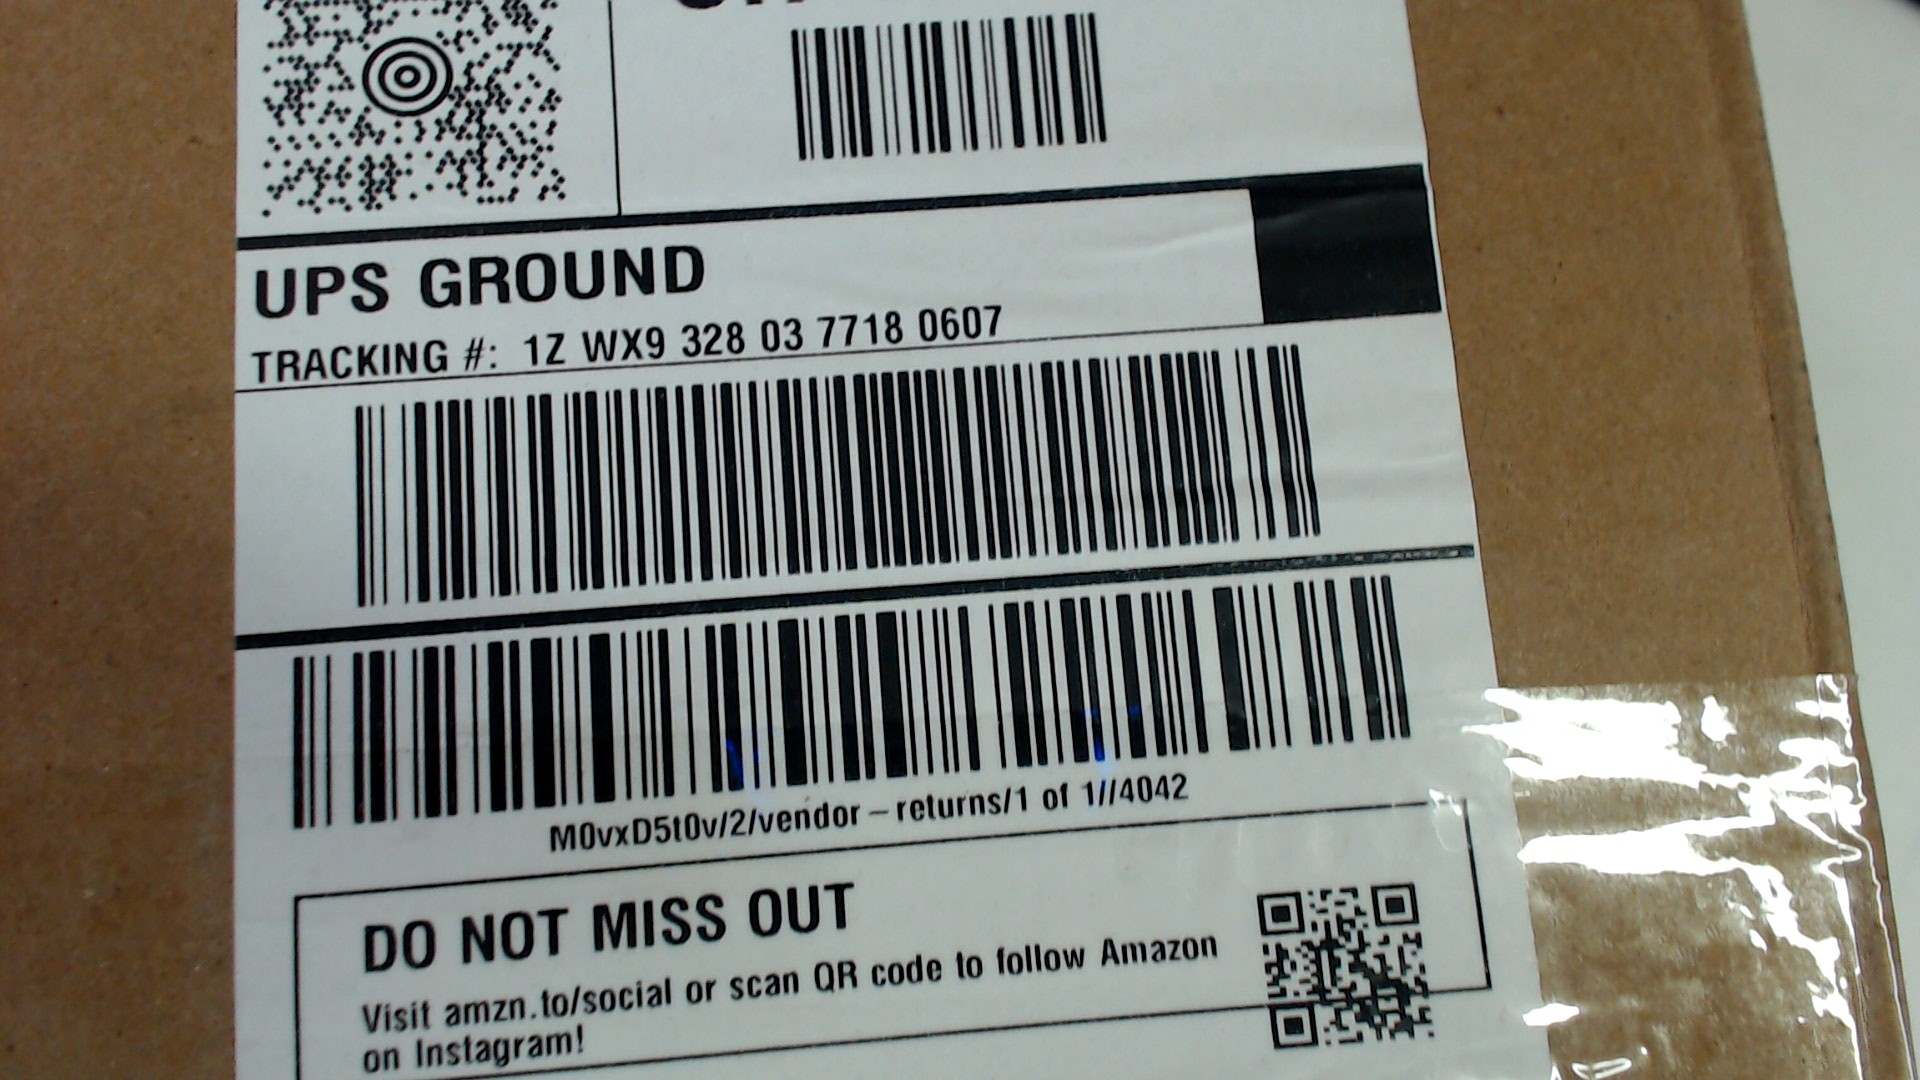 UPS GROUND
TRACKING #: 1Z WX9 328 03 7718 0607
M0vxD5t0v/2/vendor-returns/1 of 1//4042
DO NOT MISS OUT
Visit amzn.to/social or scan QR code to follow Amazon
on Instagram!